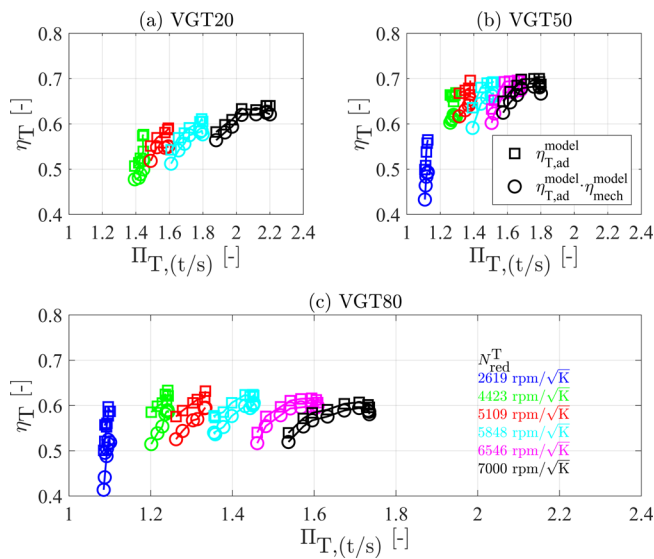 (a) VGT20
0.8
0.7
0.6
0.5
0.4
η_T [-]
1 1.2 1.4 1.6 1.8 2 2.2 2.4
Π_T,(t/s) [-]
(b) VGT50
0.8
0.7
0.6
0.5
0.4
η_T [-]
η_T,ad^model
η_T,ad^model·η_mech^model
1 1.2 1.4 1.6 1.8 2 2.2 2.4
Π_T,(t/s) [-]
(c) VGT80
0.8
0.7
0.6
0.5
0.4
η_T [-]
N_red^T
2619 rpm/√K
4423 rpm/√K
5109 rpm/√K
5848 rpm/√K
6546 rpm/√K
7000 rpm/√K
1 1.2 1.4 1.6 1.8 2 2.2 2.4
Π_T,(t/s) [-]